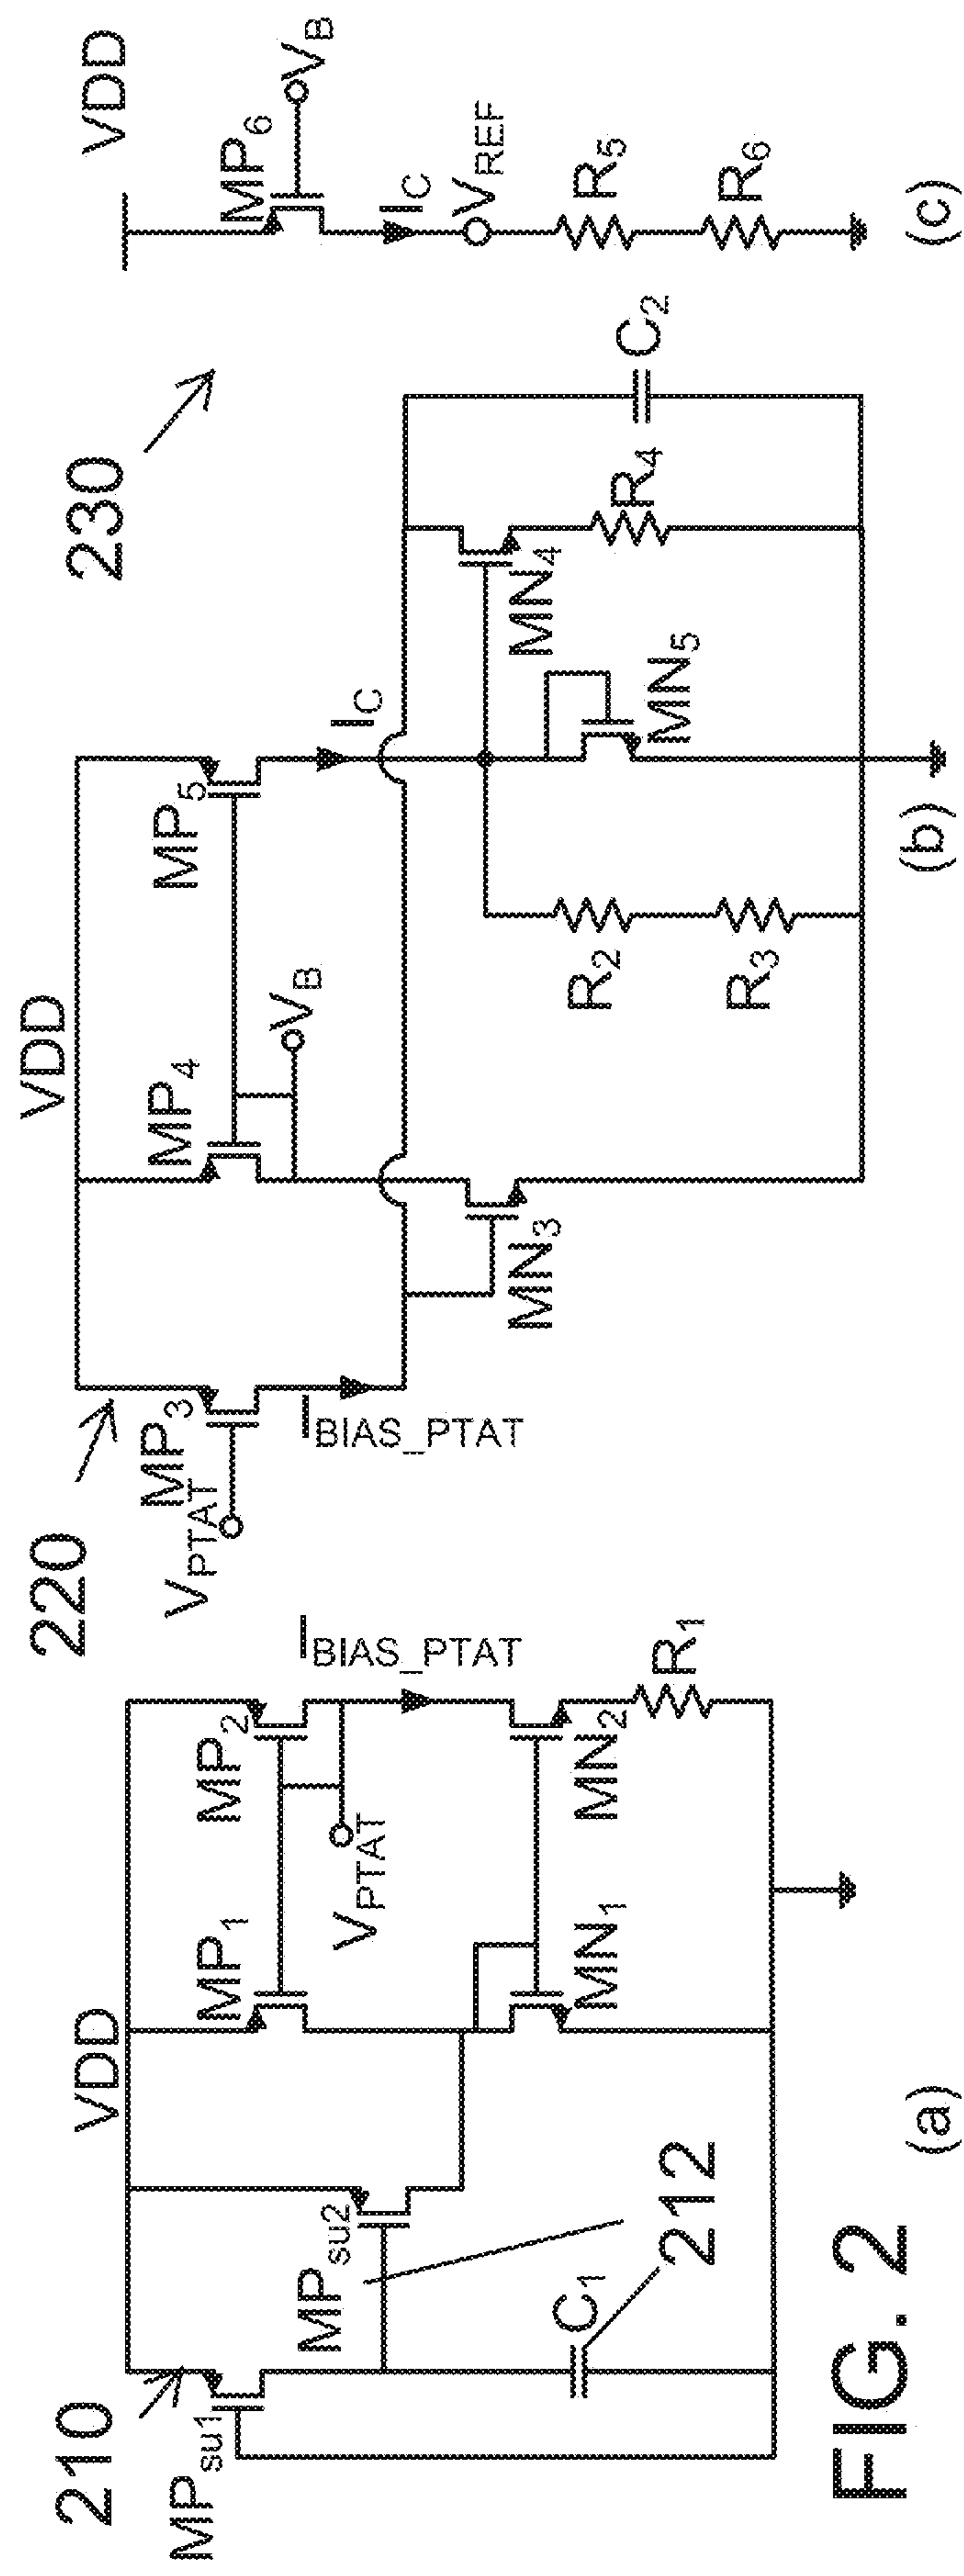 210
VDD
MPsu1
MPsu2
MP1
MP2
VPTAT
IBIAS_PTAT
C1
212
MN1
MN2
R1
(a)
220
VDD
VPTAT
MP3
IBIAS_PTAT
MP4
VB
MP5
IC
MN3
R2
R3
MN5
MN4
R4
C2
(b)
230
VDD
MP6
VB
IC
VREF
R5
R6
(c)
FIG. 2